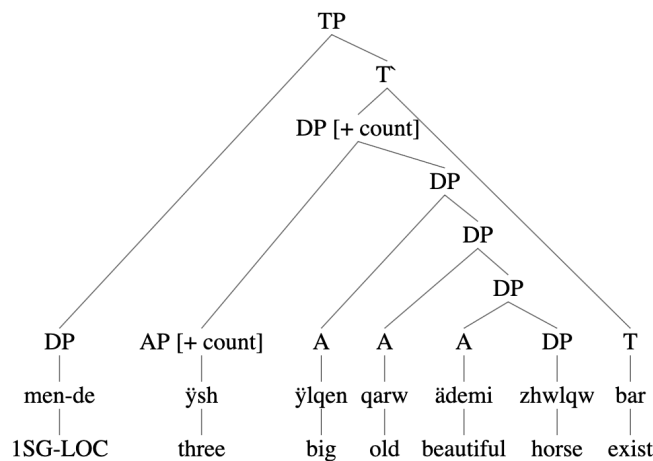 TP
T`
DP [+ count]
DP
DP
DP
DP AP [+ count] A A A DP T
men-de ÿsh ÿlqen qarw ädemi zhwlqw bar
1SG-LOC three big old beautiful horse exist